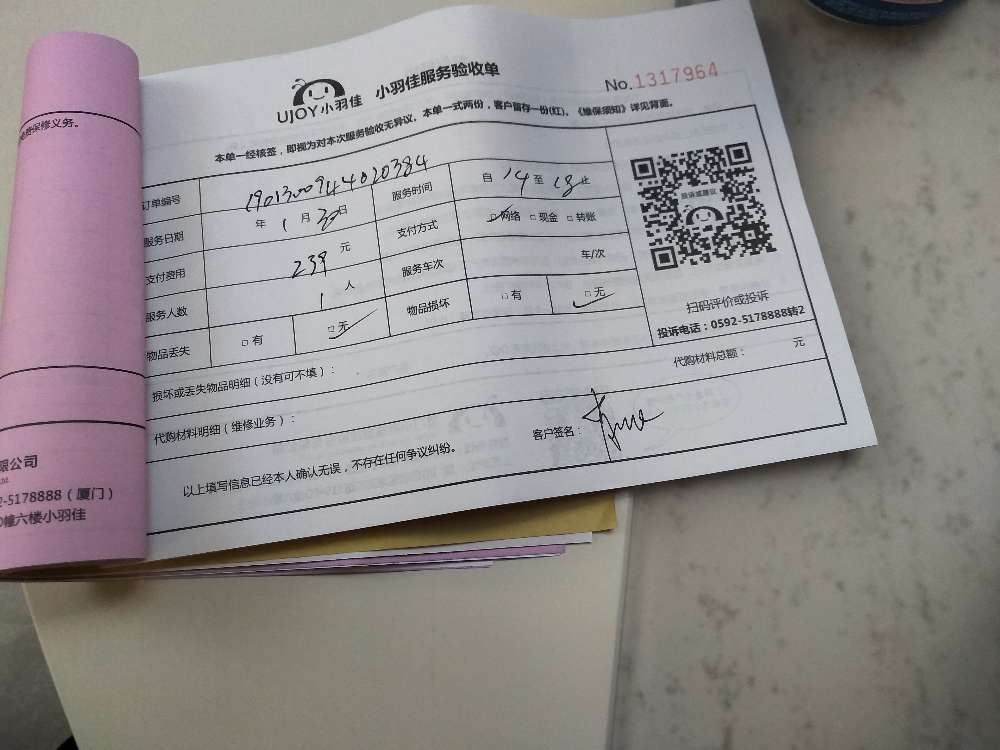 UJOY小羽佳 小羽佳服务验收单
No.1317964
本单一经核签，即视为对本次服务验收无异议。本单一式两份，客户留存一份(红)。《维保须知》详见背面。
订单编号 1901300944020384 服务时间 自 14 至 18 止
服务日期 年 1 月 30 日 支付方式 □网络 □现金 □转账
支付费用 239 元 服务车次 车/次
服务人数 1 人 物品损坏 □有 □无
物品丢失 □有 □无
投诉或建议
扫码评价或投诉
投诉电话：0592-5178888转2
损坏或丢失物品明细（没有可不填）：
代购材料明细（维修业务）： 代购材料总额： 元
以上填写信息已经本人确认无误，不存在任何争议纠纷。 客户签名：
保修义务。
限公司
2-5178888（厦门）
幢六楼小羽佳